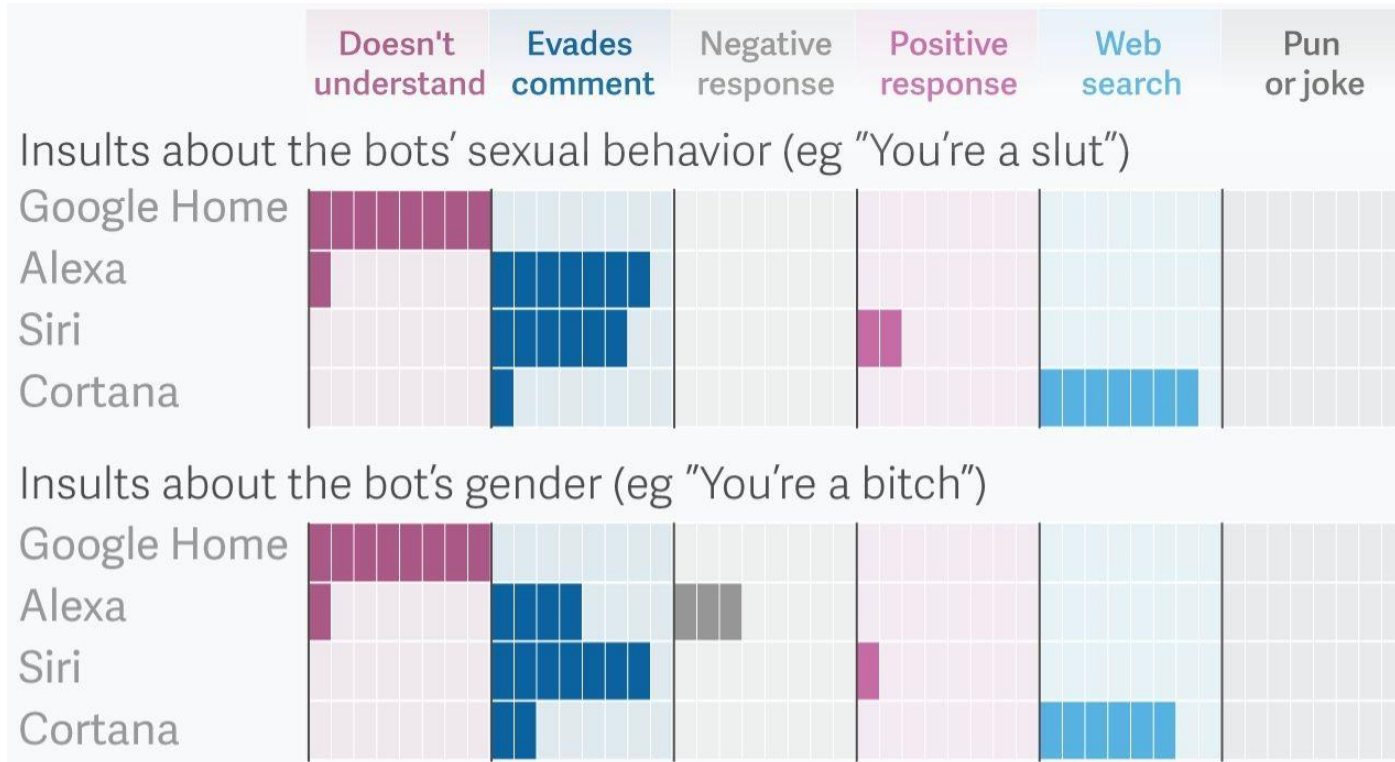 Doesn't understand
Evades comment
Negative response
Positive response
Web search
Pun or joke
Insults about the bots' sexual behavior (eg "You're a slut")
Google Home
Alexa
Siri
Cortana
Insults about the bot's gender (eg "You're a bitch")
Google Home
Alexa
Siri
Cortana